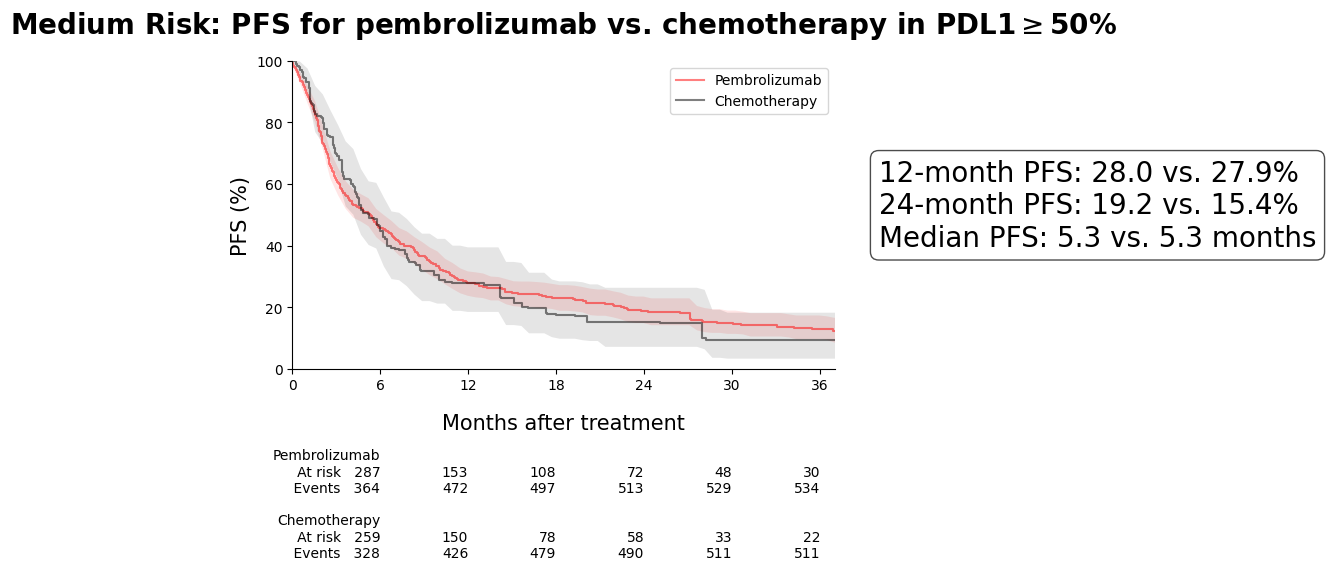 Medium Risk: PFS for pembrolizumab vs. chemotherapy in PDL1 ≥ 50%
100
80
60
40
20
0
PFS (%)
Pembrolizumab
Chemotherapy
0 6 12 18 24 30 36
Months after treatment
12-month PFS: 28.0 vs. 27.9%
24-month PFS: 19.2 vs. 15.4%
Median PFS: 5.3 vs. 5.3 months
Pembrolizumab
At risk 287 153 108 72 48 30
Events 364 472 497 513 529 534
Chemotherapy
At risk 259 150 78 58 33 22
Events 328 426 479 490 511 511